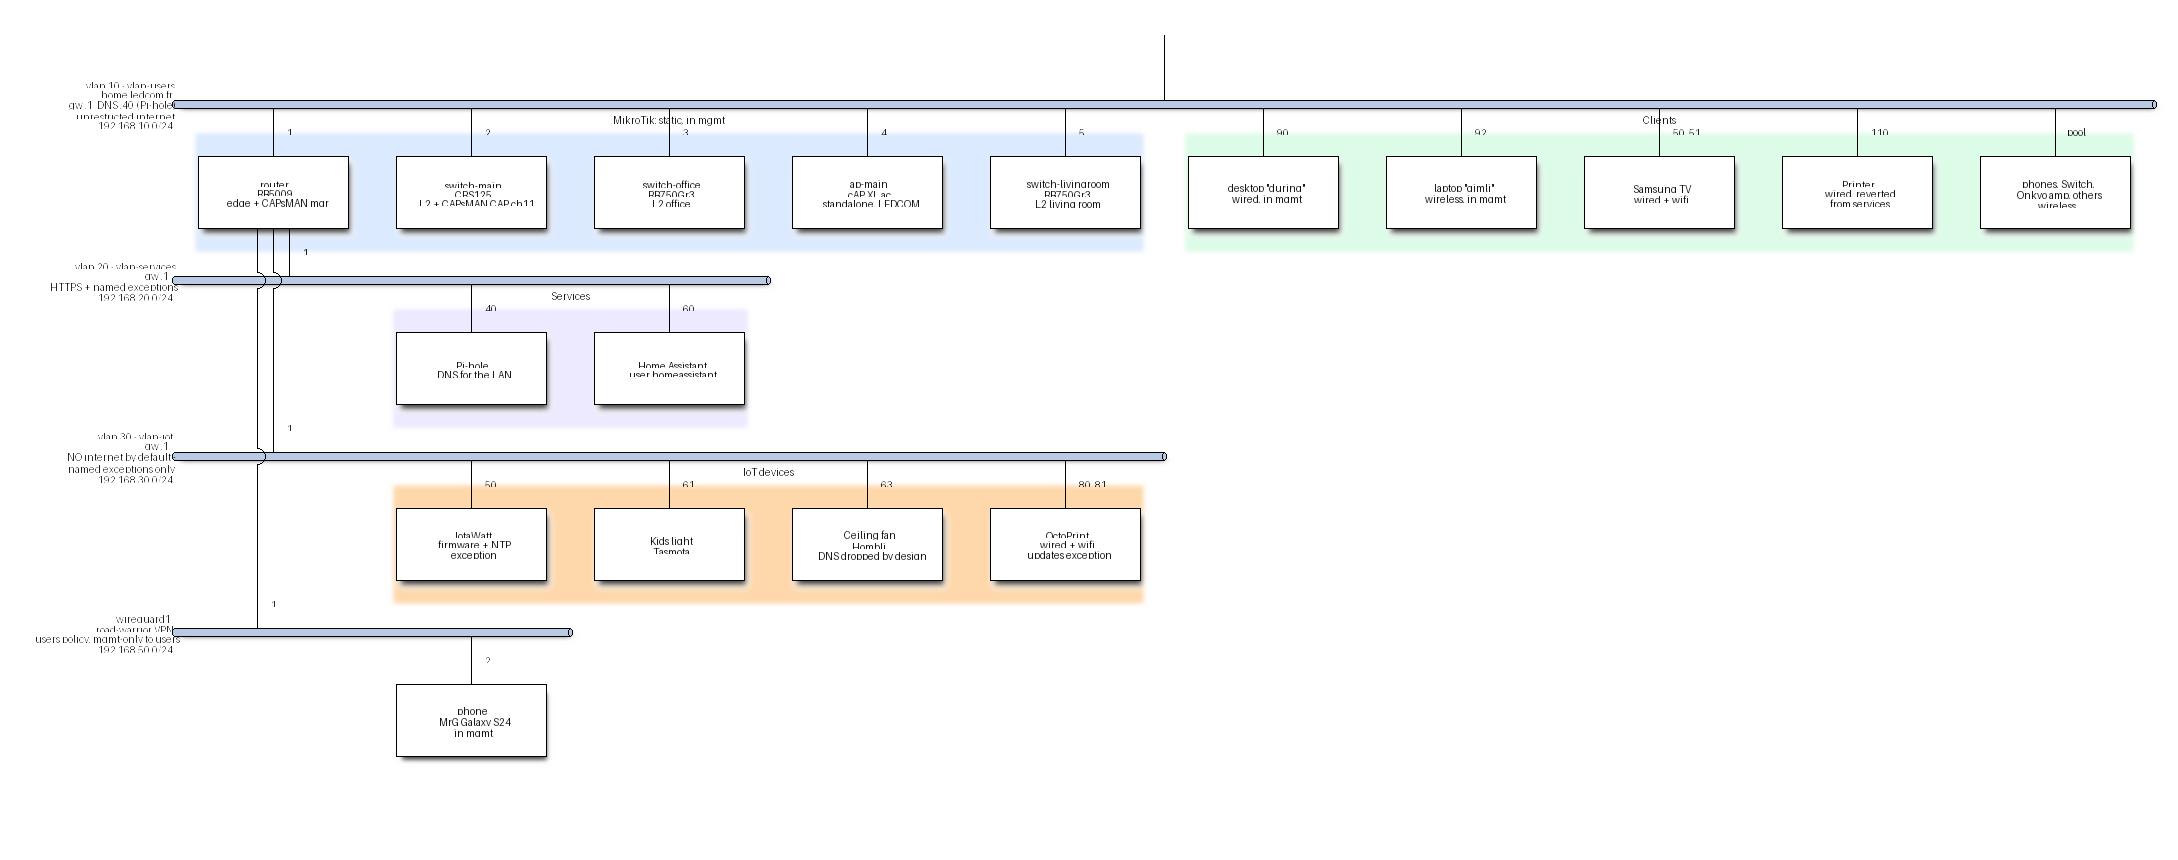 vlan 10 - vlan-users
home.ledcom.fr
gw .1 DNS .40 (Pi-hole)
unrestricted internet
192.168.10.0/24
MikroTik: static, in mgmt
Clients
.1
.2
.3
.4
.5
.90
.92
.50 .51
.110
pool
router
RB5009
edge + CAPsMAN mgr
switch-main
CRS125
L2 + CAPsMAN CAP ch11
switch-office
RB750Gr3
L2 office
ap-main
cAP XL ac
standalone, LEDCOM
switch-livingroom
RB750Gr3
L2 living room
desktop "during"
wired, in mgmt
laptop "gimli"
wireless, in mgmt
Samsung TV
wired + wifi
Printer
wired, reverted
from services
phones, Switch,
Onkyo amp, others
wireless
.1
vlan 20 - vlan-services
gw .1
HTTPS + named exceptions
192.168.20.0/24
Services
.40
.60
Pi-hole
DNS for the LAN
Home Assistant
user homeassistant
.1
vlan 30 - vlan-iot
gw .1
NO internet by default
named exceptions only
192.168.30.0/24
IoT devices
.50
.61
.63
.80 .81
IotaWatt
firmware + NTP
exception
Kids light
Tasmota
Ceiling fan
Hombli
DNS dropped by design
OctoPrint
wired + wifi
updates exception
.1
wireguard1
road-warrior VPN
users policy, mgmt-only to users
192.168.50.0/24
.2
phone
MrG Galaxy S24
in mgmt